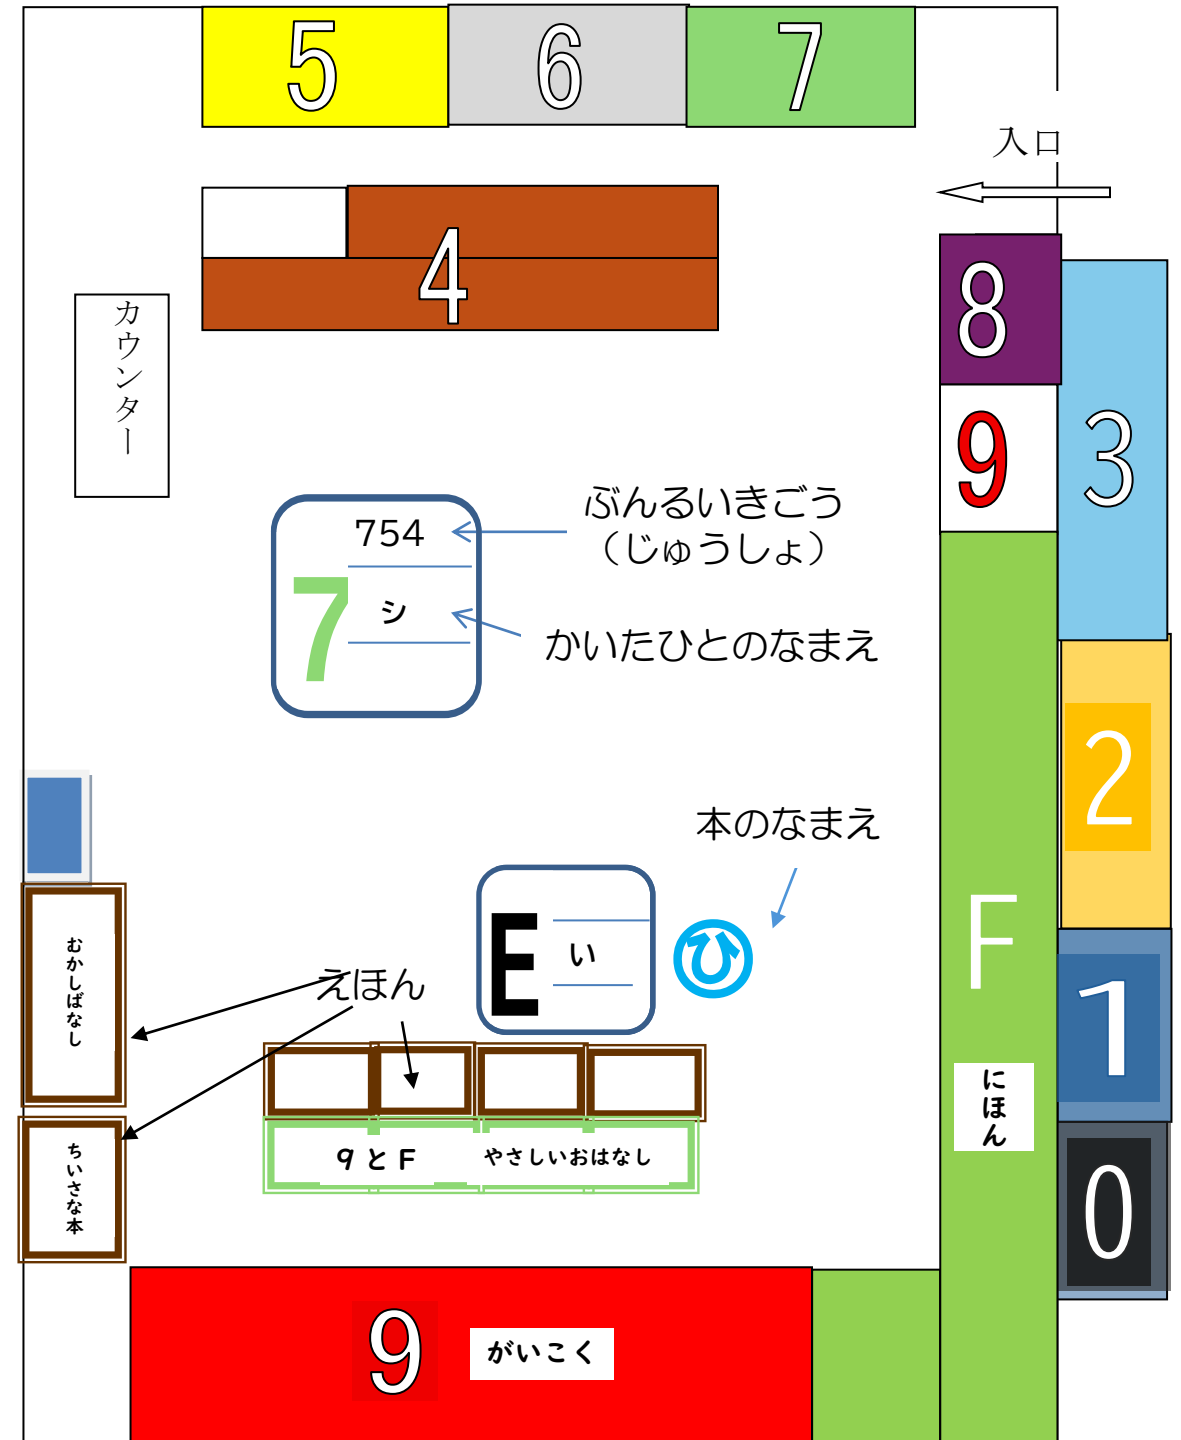 5
6
7
入口
4
8
カウンター
9
3
ぶんるいきごう
（じゅうしょ）
754
シ
7
かいたひとのなまえ
2
本のなまえ
F
E
い
ひ
むかしばなし
えほん
1
にほん
9とF
やさしいおはなし
ちいさな本
0
9
がいこく